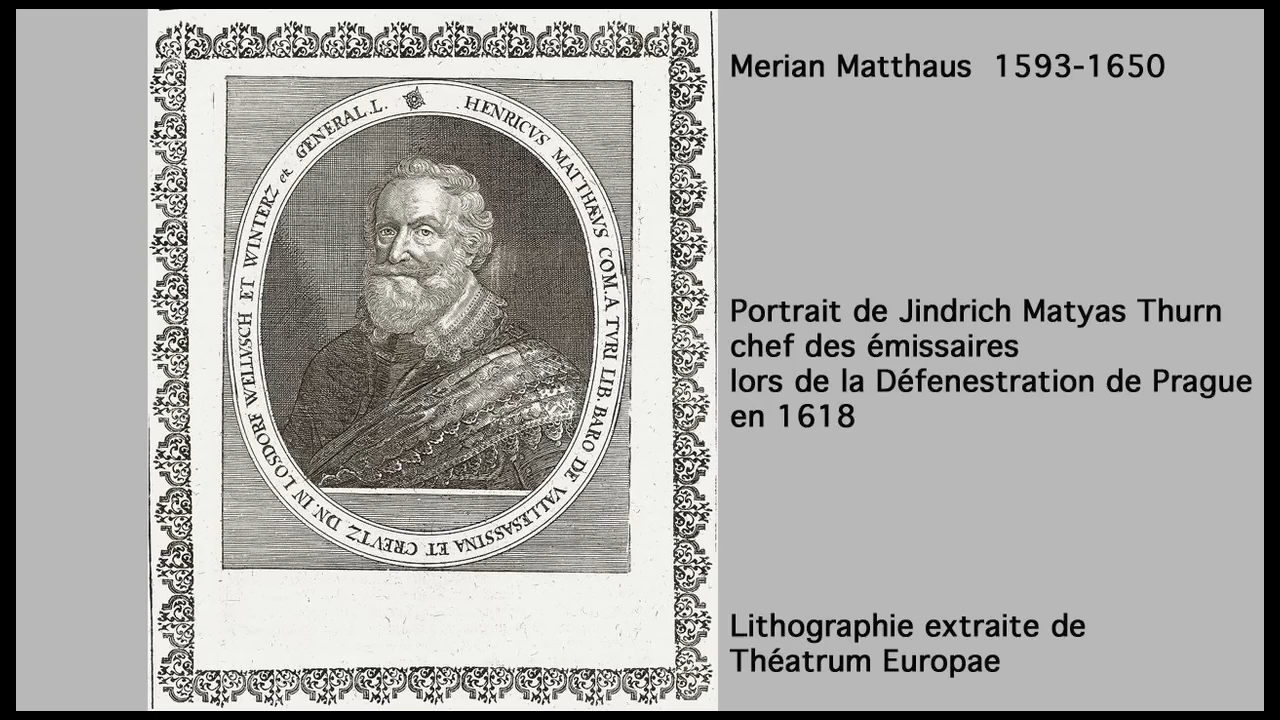 HENRICVS MATTHÆVS COM. A TVRI LIB. BARO DE VALLESASSINA ET CREVTZ DN. IN LOSDORF WELLVSCH ET WINTERZ etc GENERAL. L.
Merian Matthaus 1593-1650
Portrait de Jindrich Matyas Thurn
chef des émissaires
lors de la Défenestration de Prague
en 1618
Lithographie extraite de
Théatrum Europae